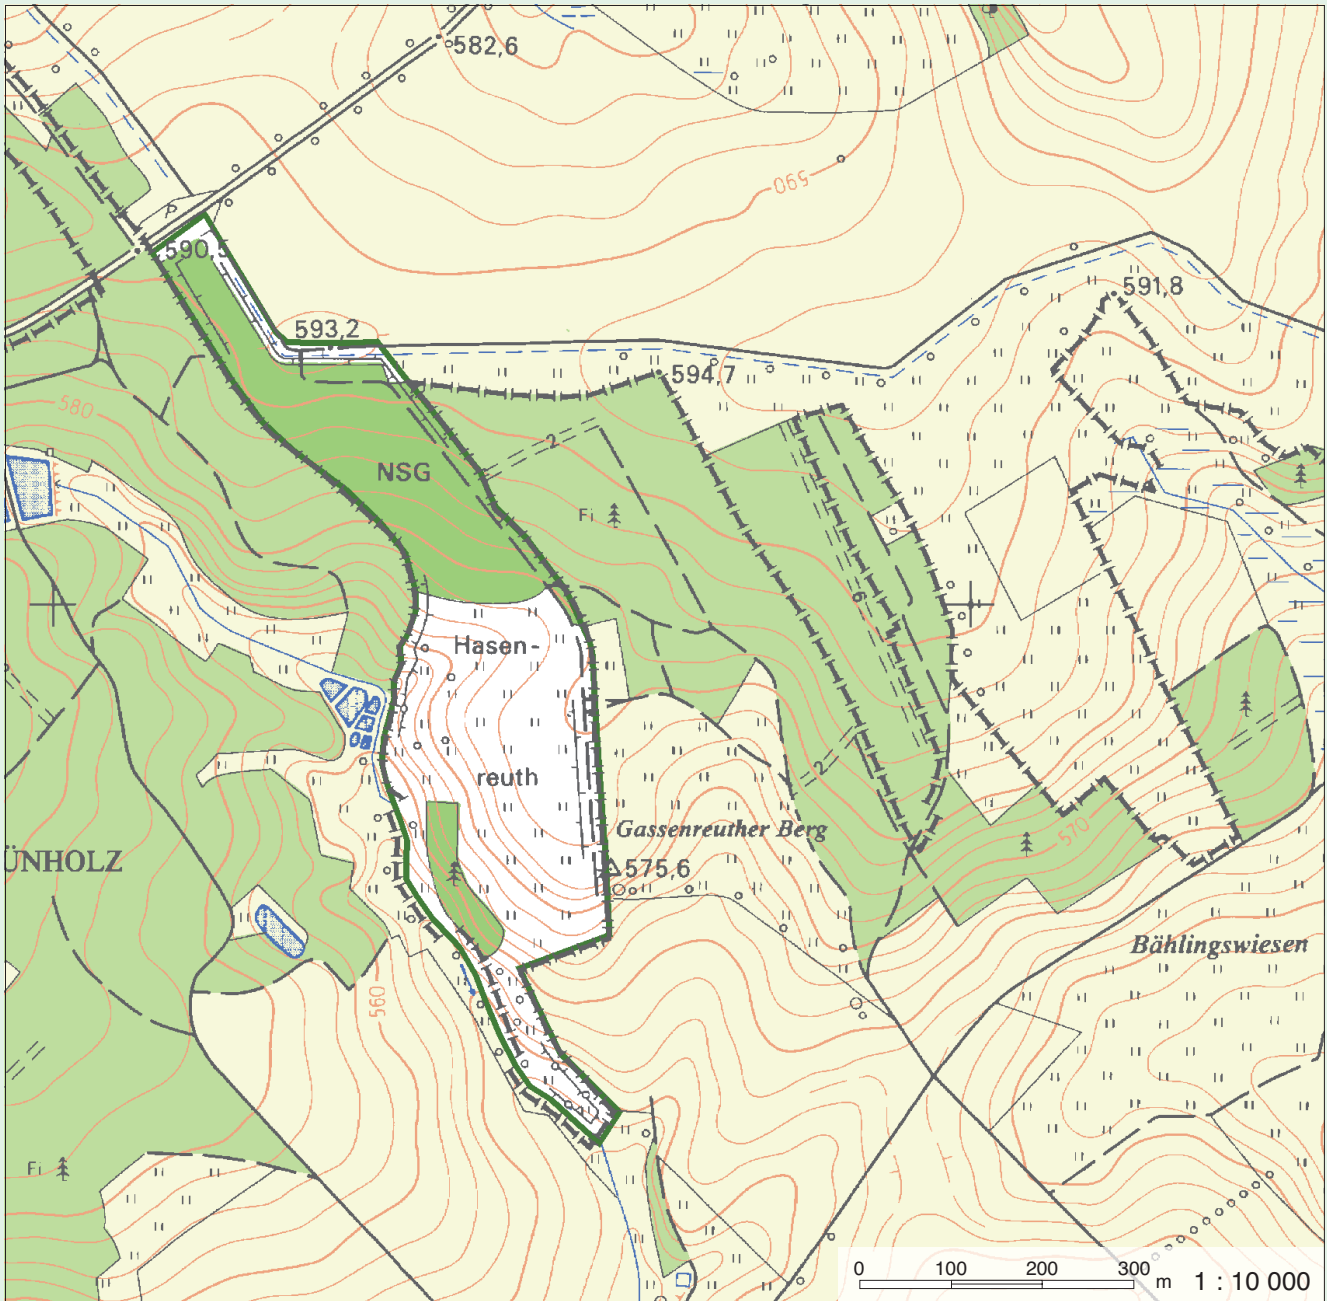 582,6
P
590
590,
591,8
593,2
594,7
580
2
NSG
Fi
6
Hasen-
reuth
2
Gassenreuther Berg
570
575,6
ÜNHOLZ
Bählingswiesen
560
Fi
0 100 200 300 m 1 : 10 000